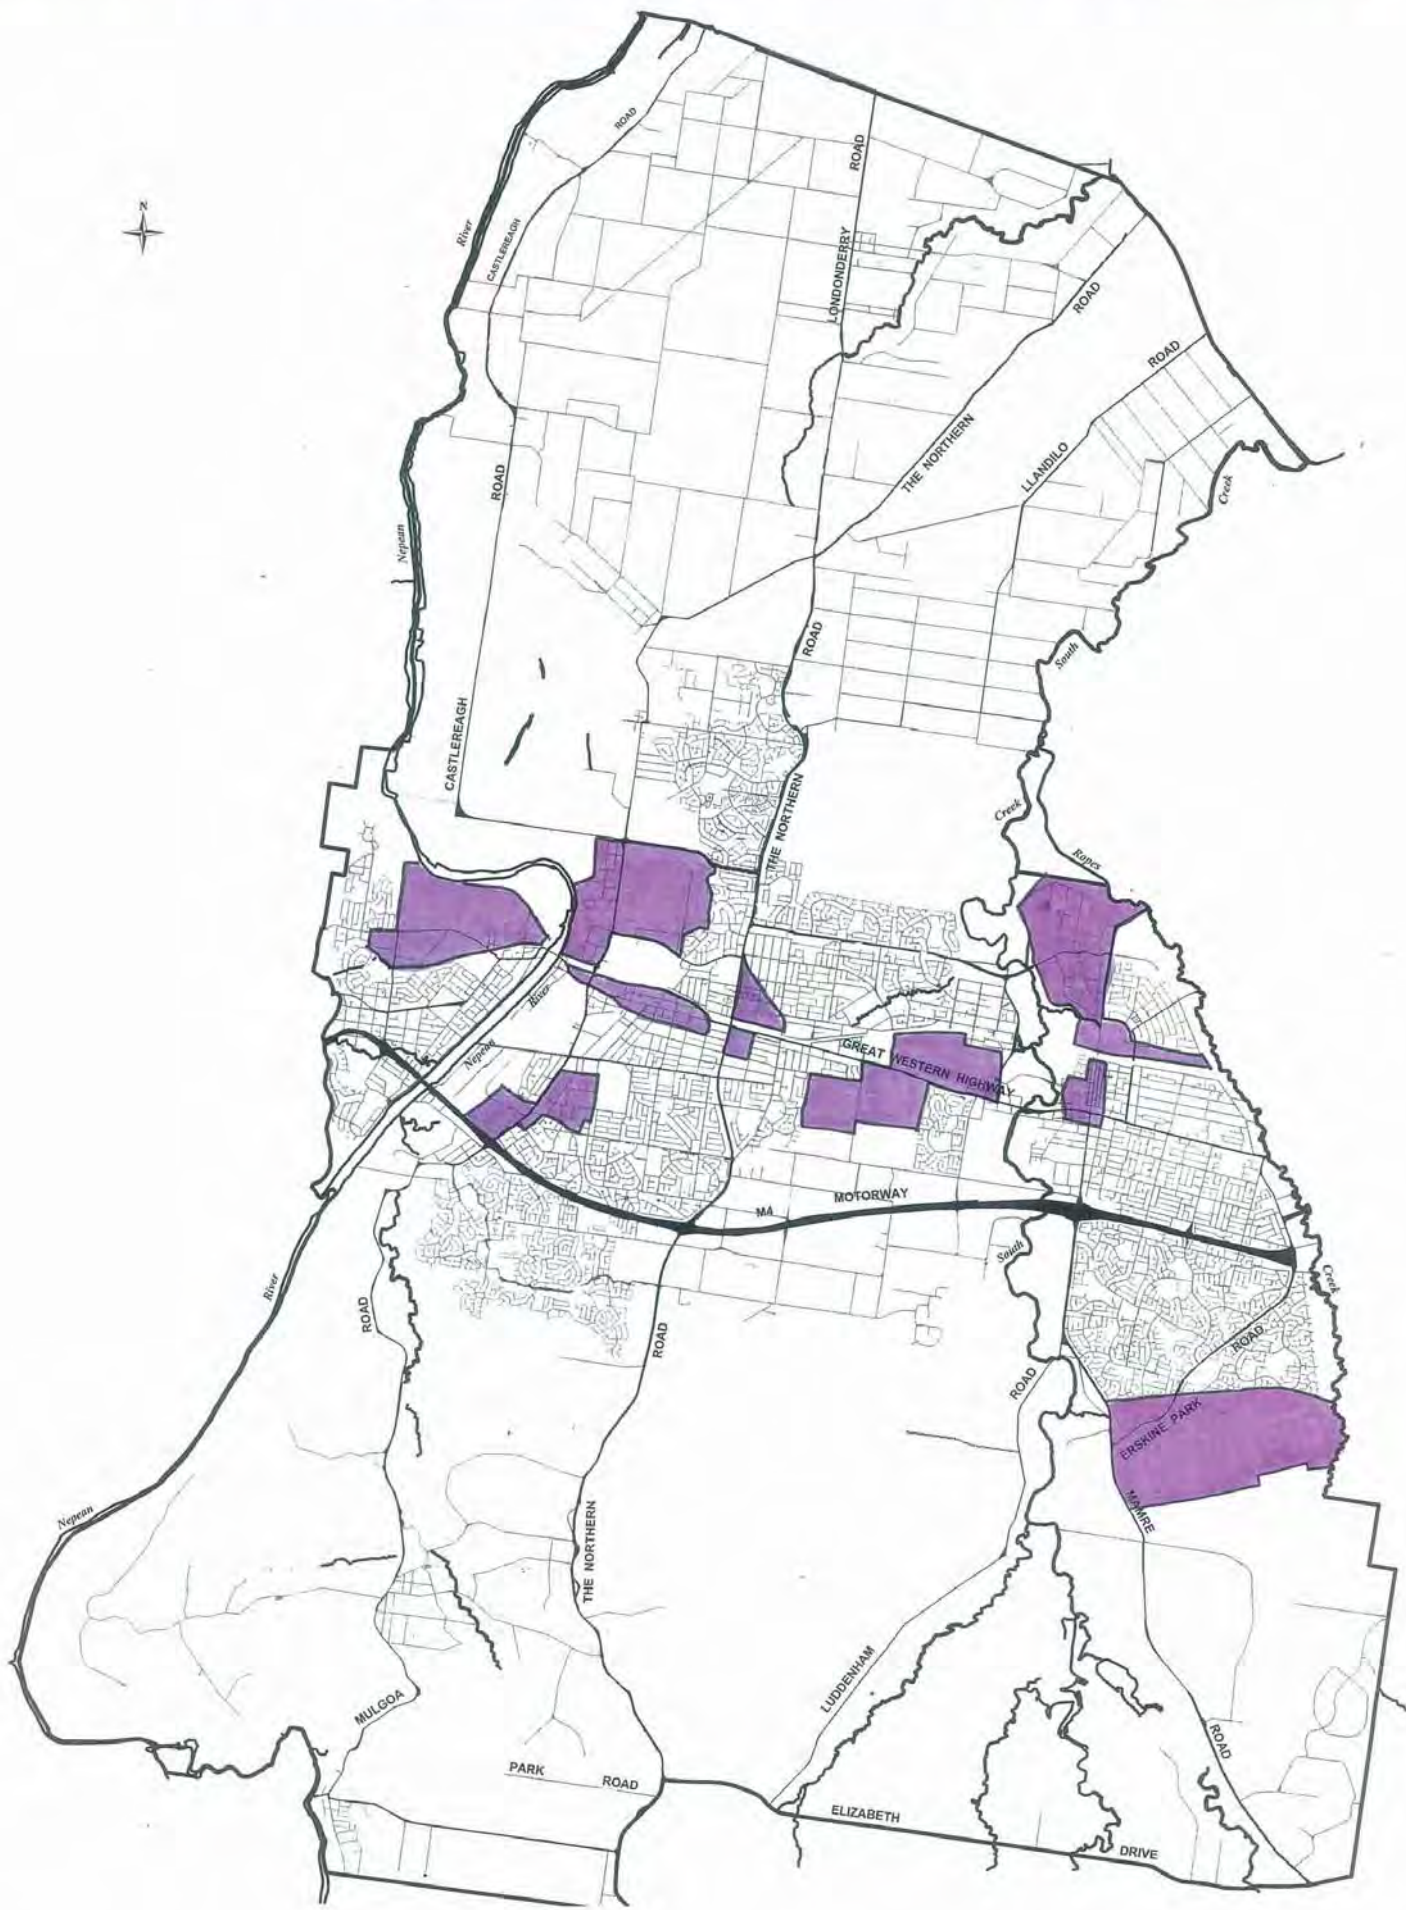 N
ROAD
ROAD
River
CASTLEREAGH
LONDONDERRY
ROAD
ROAD
THE NORTHERN
LLANDILO
ROAD
Creek
Nepean
ROAD
South
CASTLEREAGH
THE NORTHERN
Creek
Ropes
River
Nepean
GREAT WESTERN HIGHWAY
M4
MOTORWAY
South
River
ROAD
ROAD
ROAD
Creek
ROAD
ERSKINE PARK
MAMRE
Nepean
THE NORTHERN
LUDDENHAM
MULGOA
ROAD
PARK
ROAD
ELIZABETH
DRIVE